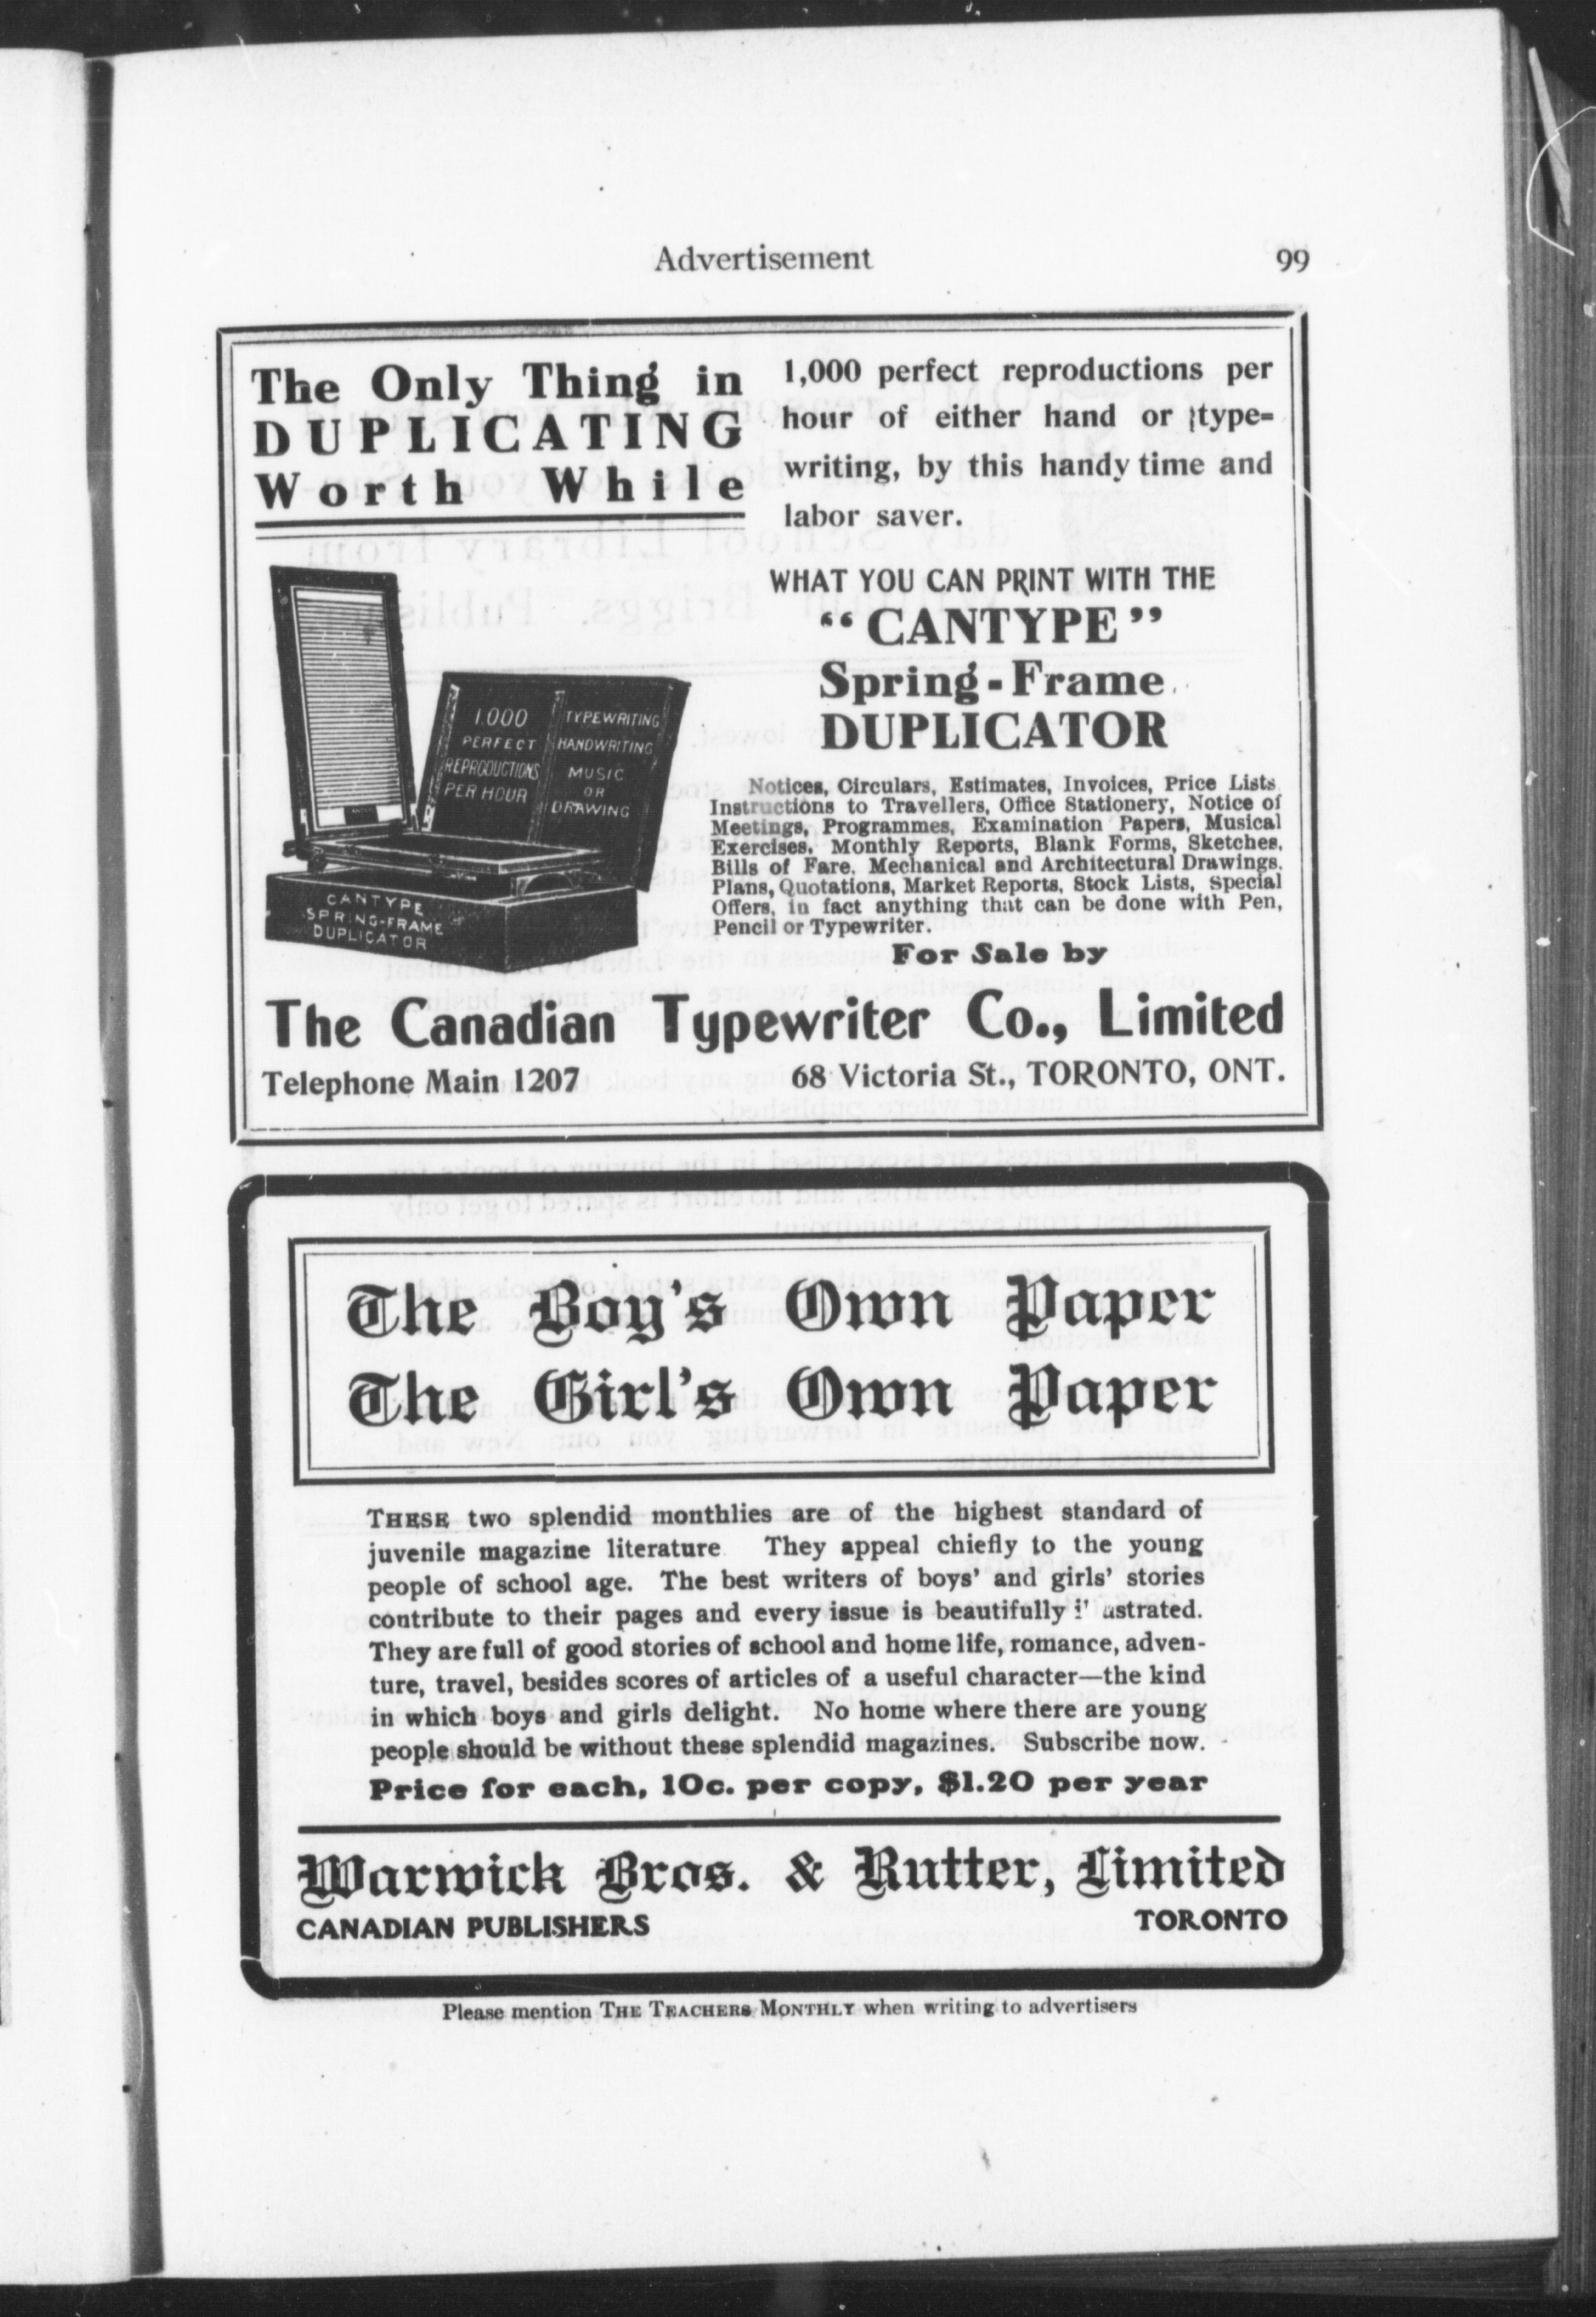 Advertisement 99
The Only Thing in
DUPLICATING
Worth While
1,000 perfect reproductions per
hour of either hand or type=
writing, by this handy time and
labor saver.
1.000
PERFECT
REPRODUCTIONS
PER HOUR
TYPEWRITING
HANDWRITING
MUSIC
OR
DRAWING
CANTYPE
SPRING-FRAME
DUPLICATOR
WHAT YOU CAN PRINT WITH THE
“CANTYPE”
Spring-Frame
DUPLICATOR
Notices, Circulars, Estimates, Invoices, Price Lists
Instructions to Travellers, Office Stationery, Notice of
Meetings, Programmes, Examination Papers, Musical
Exercises, Monthly Reports, Blank Forms, Sketches,
Bills of Fare, Mechanical and Architectural Drawings.
Plans, Quotations, Market Reports, Stock Lists, Special
Offers, in fact anything that can be done with Pen,
Pencil or Typewriter.
For Sale by
The Canadian Typewriter Co., Limited
Telephone Main 1207 68 Victoria St., TORONTO, ONT.
The Boy's Own Paper
The Girl's Own Paper
THESE two splendid monthlies are of the highest standard of
juvenile magazine literature They appeal chiefly to the young
people of school age. The best writers of boys' and girls' stories
contribute to their pages and every issue is beautifully
They are full of good stories of school and home life, romance, adven-
ture, travel, besides scores of articles of a useful character—the kind
in which boys and girls delight. No home where there are young
people should be without these splendid magazines. Subscribe now.
Price for each, 10c. per copy, $1.20 per year
Warwick Bros. & Rutter, Limited
CANADIAN PUBLISHERS TORONTO
Please mention THE TEACHERS MONTHLY when writing to advertisers